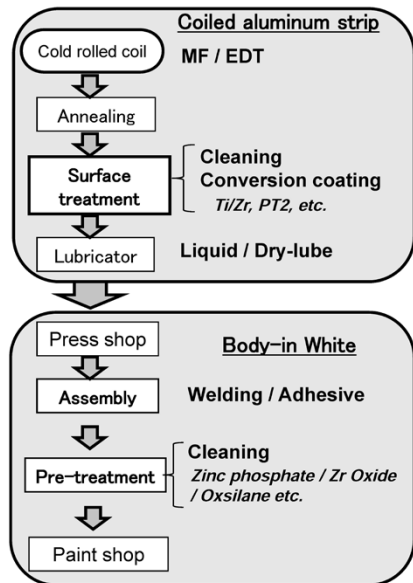 Coiled aluminum strip
Cold rolled coil
MF / EDT
Annealing
Surface
treatment
Cleaning
Conversion coating
Ti/Zr, PT2, etc.
Lubricator
Liquid / Dry-lube
Press shop
Body-in White
Assembly
Welding / Adhesive
Pre-treatment
Cleaning
Zinc phosphate / Zr Oxide
/ Oxsilane etc.
Paint shop